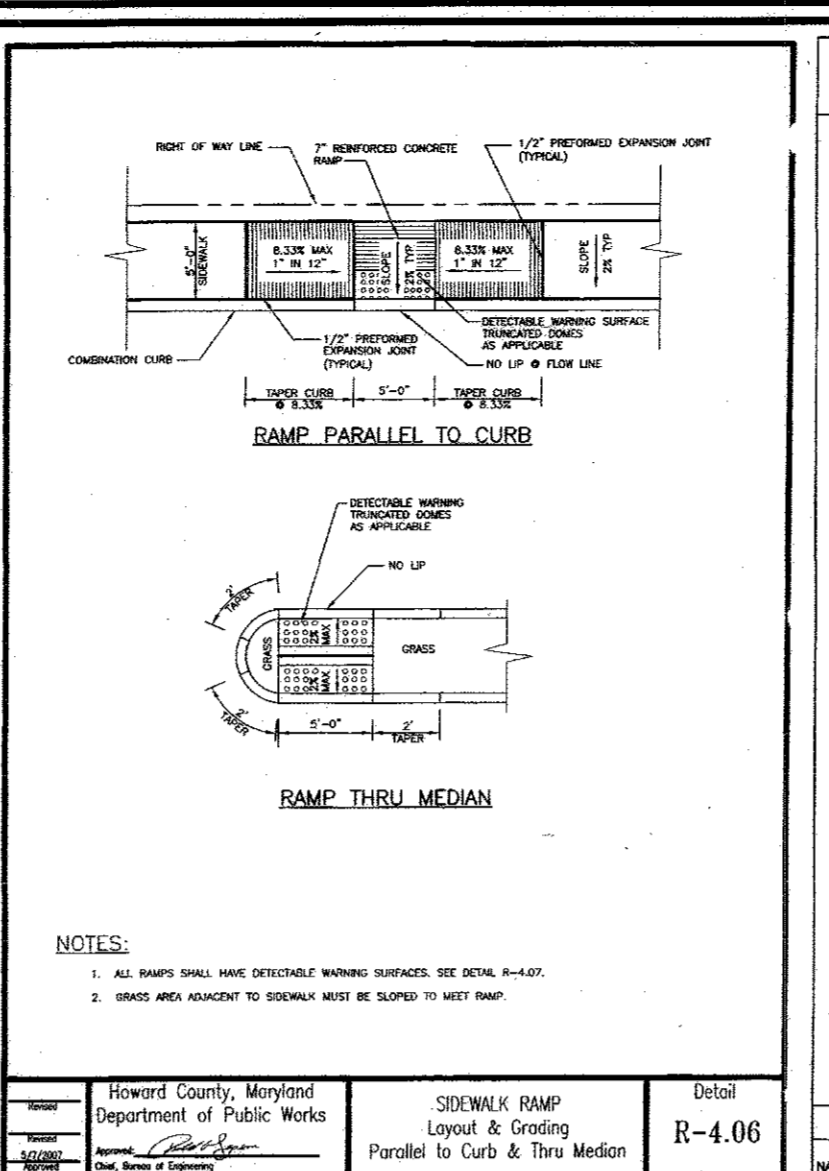 RIGHT OF WAY LINE
7" REINFORCED CONCRETE
RAMP
1/2" PREFORMED EXPANSION JOINT
(TYPICAL)
5'-0"
SIDEWALK
8.33% MAX
1" IN 12"
SLOPE
2% TYP
8.33% MAX
1" IN 12"
SLOPE
2% TYP
DETECTABLE WARNING SURFACE
TRUNCATED DOMES
AS APPLICABLE
1/2" PREFORMED
EXPANSION JOINT
(TYPICAL)
COMBINATION CURB
NO LIP @ FLOW LINE
TAPER CURB
@ 8.33%
5'-0"
TAPER CURB
@ 8.33%
RAMP PARALLEL TO CURB
DETECTABLE WARNING
TRUNCATED DOMES
AS APPLICABLE
NO LIP
2'
TAPER
GRASS
2%
MAX
2%
MAX
GRASS
2'
TAPER
5'-0"
2'
TAPER
RAMP THRU MEDIAN
NOTES:
1. ALL RAMPS SHALL HAVE DETECTABLE WARNING SURFACES. SEE DETAIL R-4.07.
2. GRASS AREA ADJACENT TO SIDEWALK MUST BE SLOPED TO MEET RAMP.
Revised
Revised
5/7/2007
Approved
Howard County, Maryland
Department of Public Works
Approved:
Chief, Bureau of Engineering
SIDEWALK RAMP
Layout & Grading
Parallel to Curb & Thru Median
Detail
R-4.06